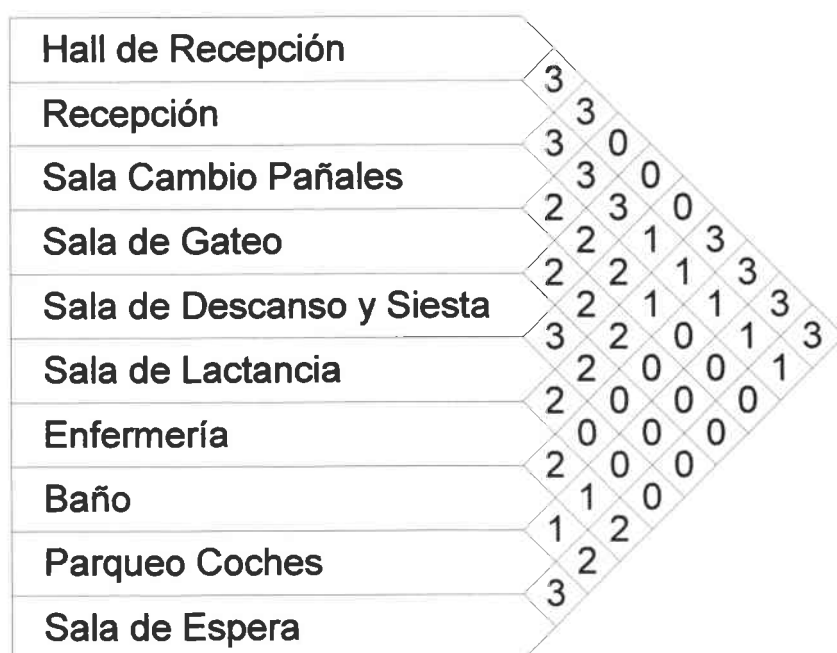 Hall de Recepción
3
Recepción 3
3 0
Sala Cambio Pañales 3 0
2 3 0
Sala de Gateo 2 1 3
2 2 1 3
Sala de Descanso y Siesta 2 1 1 3
3 2 0 1 3
Sala de Lactancia 2 0 0 1
2 0 0 0
Enfermería 0 0 0
2 0 0
Baño 1 0
1 2
Parqueo Coches 2
3
Sala de Espera